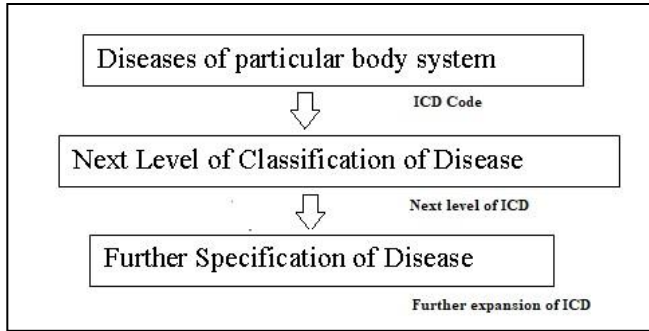 Diseases of particular body system
ICD Code
Next Level of Classification of Disease
Next level of ICD
Further Specification of Disease
Further expansion of ICD